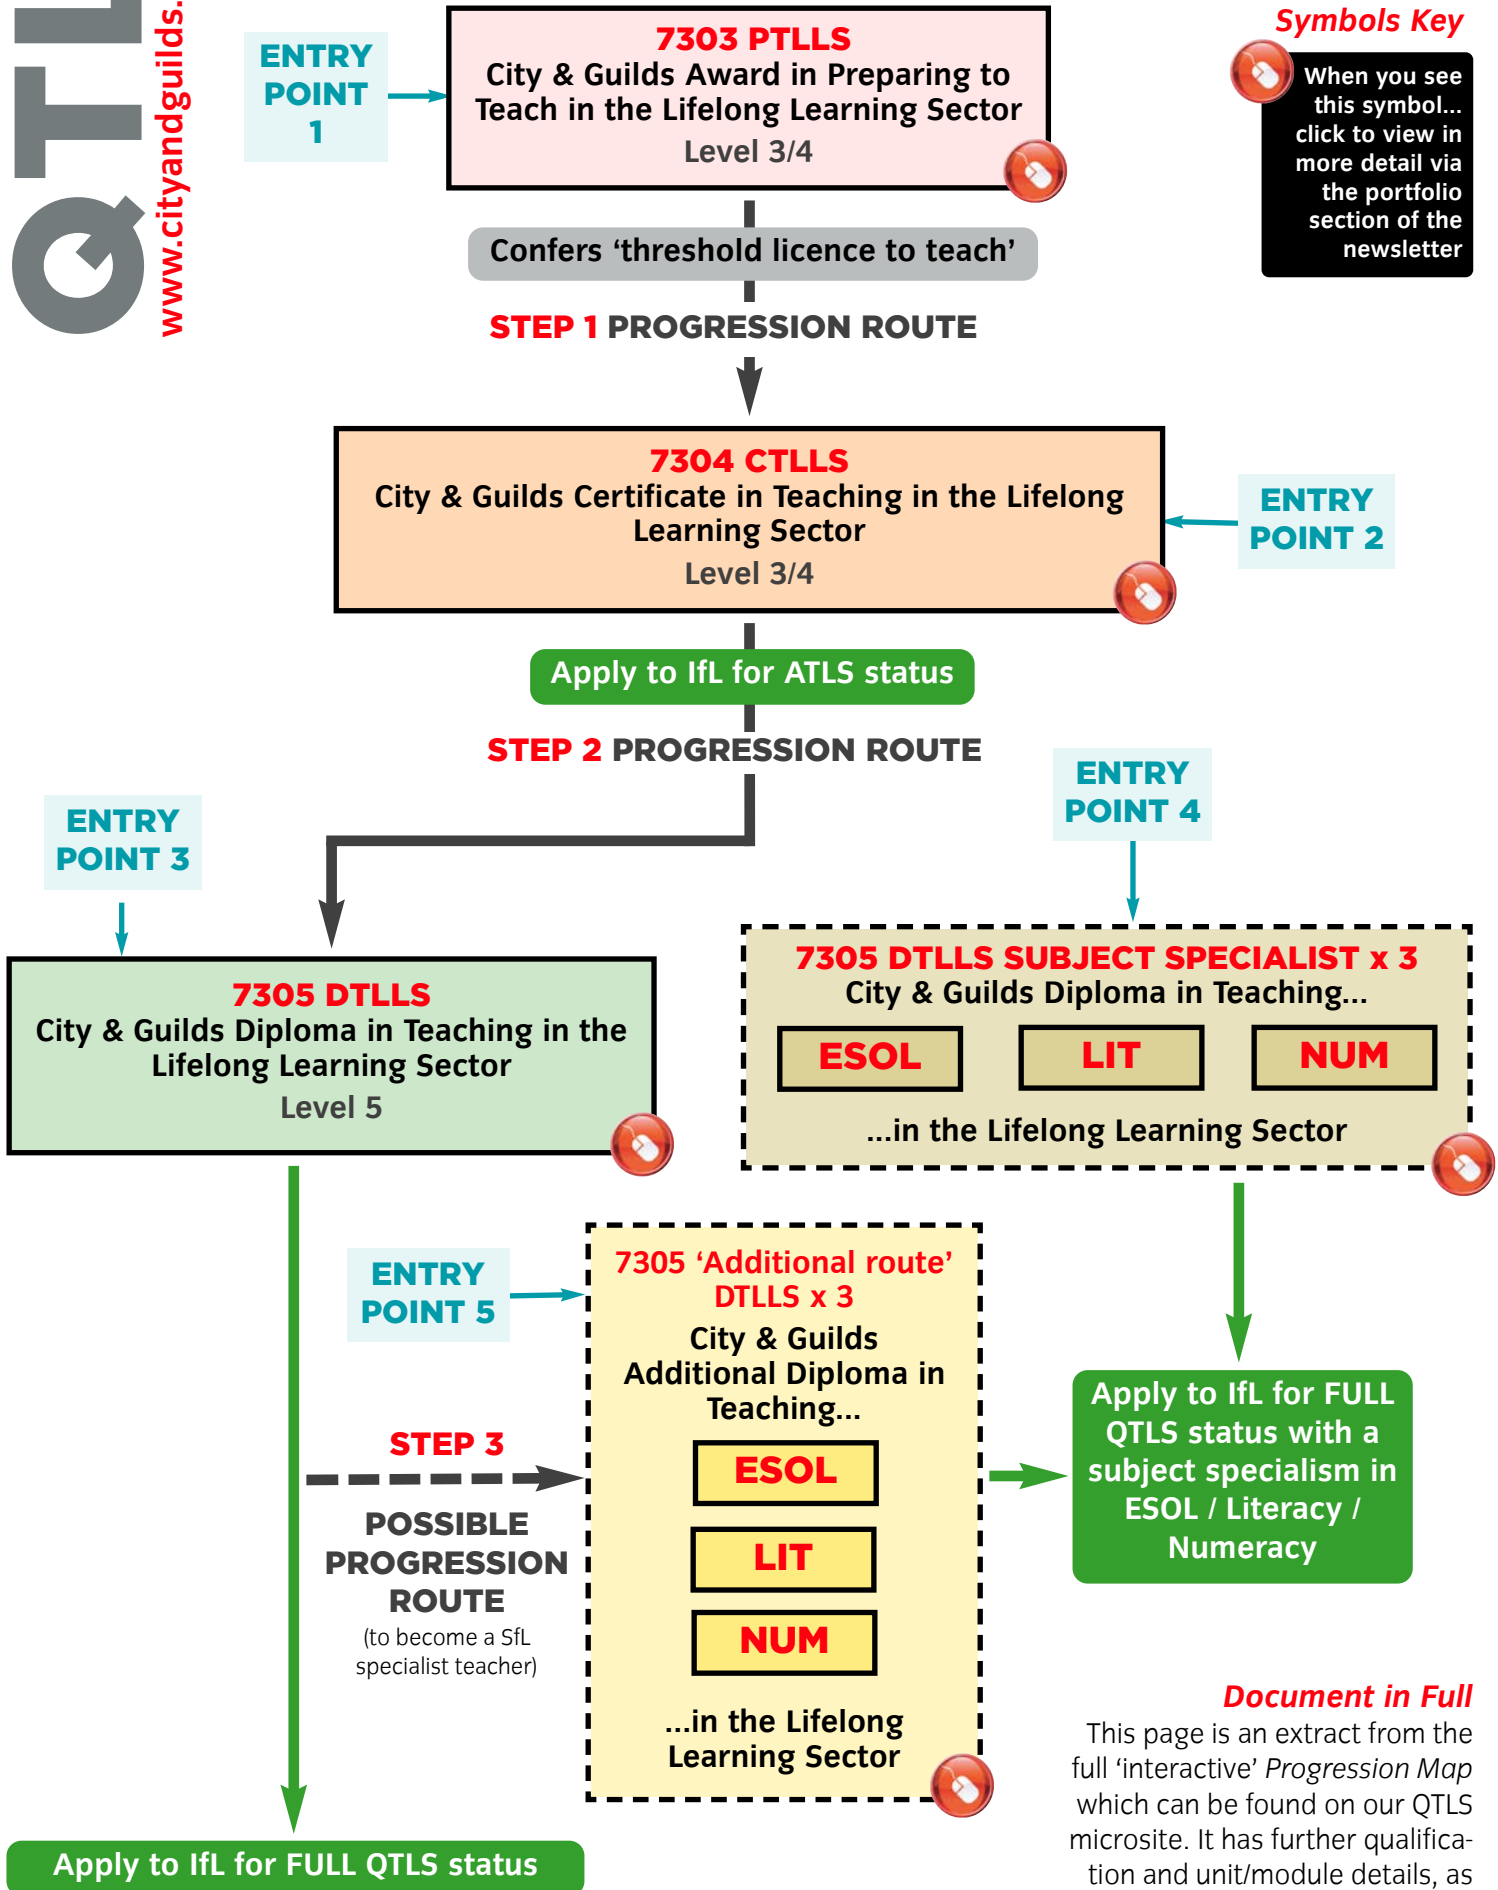 QTL
www.cityandguilds.
ENTRY
POINT
1
7303 PTLLS
City & Guilds Award in Preparing to
Teach in the Lifelong Learning Sector
Level 3/4
Symbols Key
When you see
this symbol...
click to view in
more detail via
the portfolio
section of the
newsletter
Confers ‘threshold licence to teach’
STEP 1 PROGRESSION ROUTE
7304 CTLLS
City & Guilds Certificate in Teaching in the Lifelong
Learning Sector
Level 3/4
ENTRY
POINT 2
Apply to IfL for ATLS status
STEP 2 PROGRESSION ROUTE
ENTRY
POINT 3
ENTRY
POINT 4
7305 DTLLS
City & Guilds Diploma in Teaching in the
Lifelong Learning Sector
Level 5
7305 DTLLS SUBJECT SPECIALIST x 3
City & Guilds Diploma in Teaching...
ESOL
LIT
NUM
...in the Lifelong Learning Sector
ENTRY
POINT 5
7305 ‘Additional route’
DTLLS x 3
City & Guilds
Additional Diploma in
Teaching...
ESOL
LIT
NUM
...in the Lifelong
Learning Sector
STEP 3
POSSIBLE
PROGRESSION
ROUTE
(to become a SfL
specialist teacher)
Apply to IfL for FULL
QTLS status with a
subject specialism in
ESOL / Literacy /
Numeracy
Apply to IfL for FULL QTLS status
Document in Full
This page is an extract from the
full ‘interactive’ Progression Map
which can be found on our QTLS
microsite. It has further qualifica-
tion and unit/module details, as